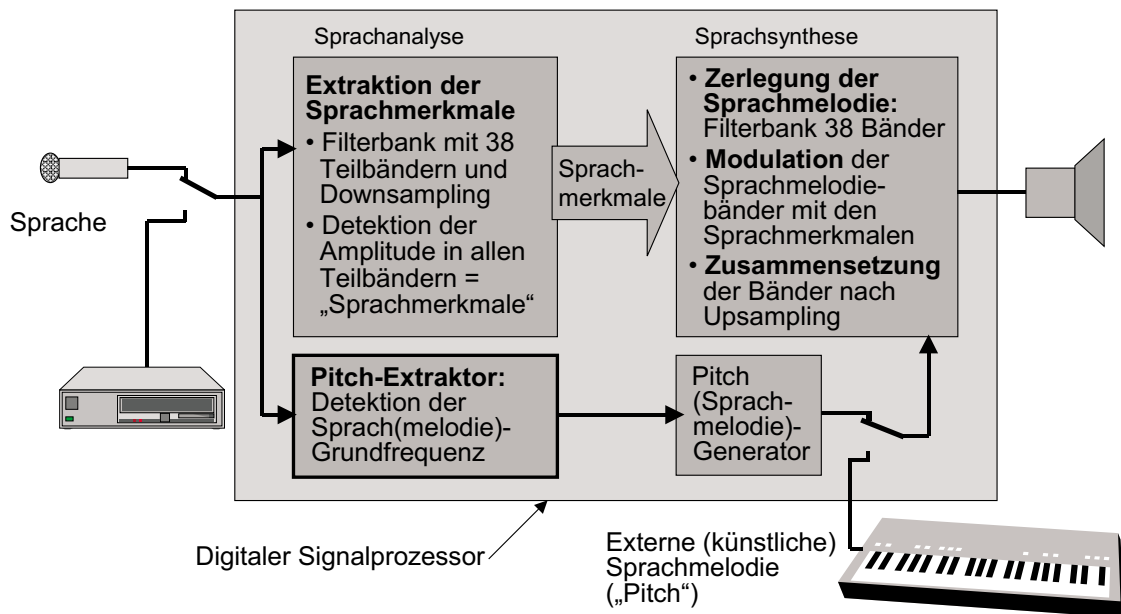 Sprachanalyse
Sprachsynthese
Extraktion der
Sprachmerkmale
• Filterbank mit 38
Teilbändern und
Downsampling
• Detektion der
Amplitude in allen
Teilbändern =
„Sprachmerkmale“
Sprach-
merkmale
• Zerlegung der
Sprachmelodie:
Filterbank 38 Bänder
• Modulation der
Sprachmelodie-
bänder mit den
Sprachmerkmalen
• Zusammensetzung
der Bänder nach
Upsampling
Sprache
Pitch-Extraktor:
Detektion der
Sprach(melodie)-
Grundfrequenz
Pitch
(Sprach-
melodie)-
Generator
Digitaler Signalprozessor
Externe (künstliche)
Sprachmelodie
(„Pitch“)